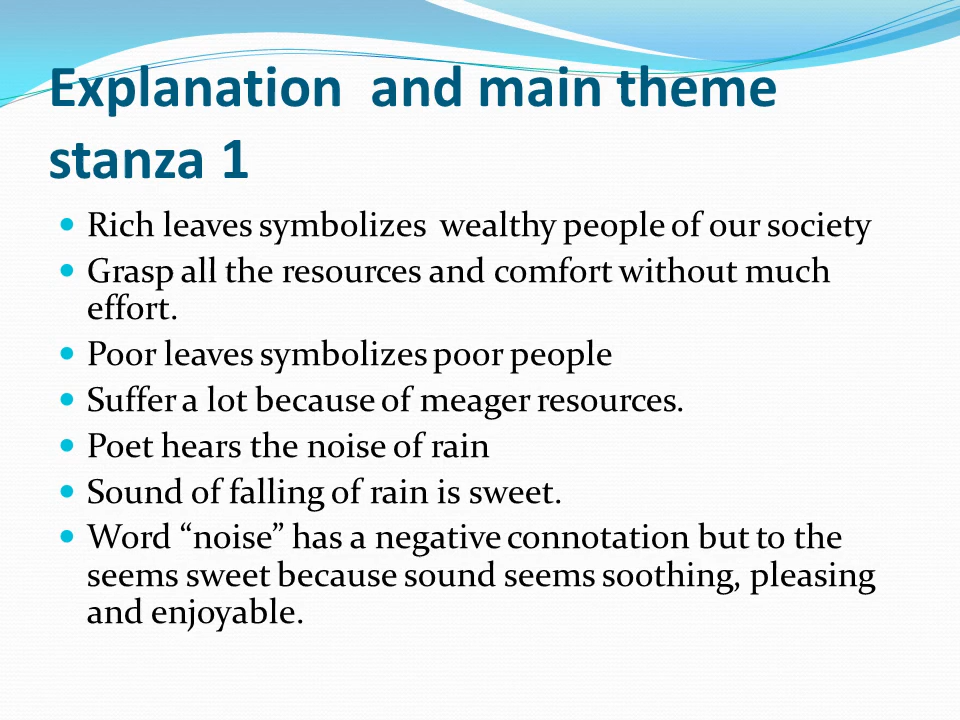 Explanation  and main theme
stanza 1
Rich leaves symbolizes  wealthy people of our society
Grasp all the resources and comfort without much
effort.
Poor leaves symbolizes poor people
Suffer a lot because of meager resources.
Poet hears the noise of rain
Sound of falling of rain is sweet.
Word “noise” has a negative connotation but to the
seems sweet because sound seems soothing, pleasing
and enjoyable.